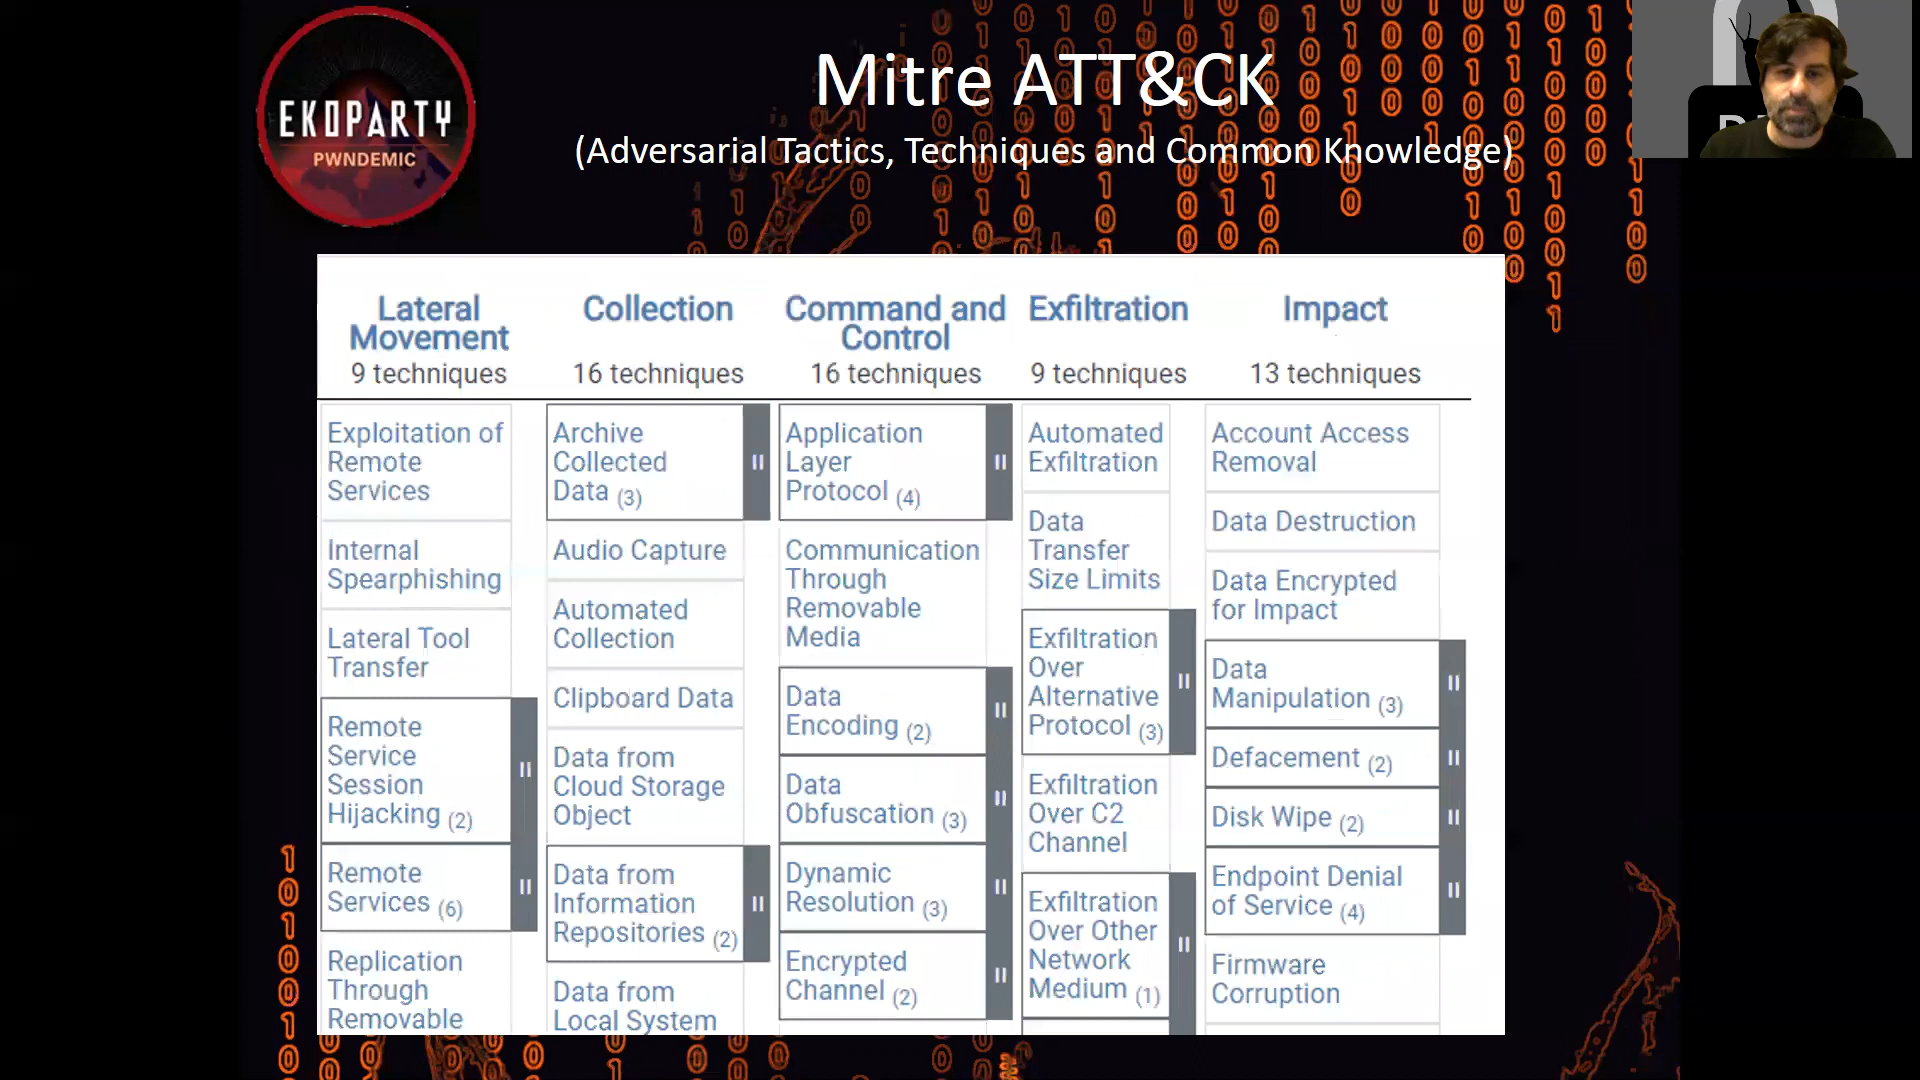 EKOPARTY
PWNDEMIC
Mitre ATT&CK
(Adversarial Tactics, Techniques and Common Knowledge)
Lateral
Movement
9 techniques
Exploitation of
Remote
Services
Internal
Spearphishing
Lateral Tool
Transfer
Remote
Service
Session
Hijacking (2)
Remote
Services (6)
Replication
Through
Removable
Collection
16 techniques
Archive
Collected
Data (3)
Audio Capture
Automated
Collection
Clipboard Data
Data from
Cloud Storage
Object
Data from
Information
Repositories (2)
Data from
Local System
Command and
Control
16 techniques
Application
Layer
Protocol (4)
Communication
Through
Removable
Media
Data
Encoding (2)
Data
Obfuscation (3)
Dynamic
Resolution (3)
Encrypted
Channel (2)
Exfiltration
9 techniques
Automated
Exfiltration
Data
Transfer
Size Limits
Exfiltration
Over
Alternative
Protocol (3)
Exfiltration
Over C2
Channel
Exfiltration
Over Other
Network
Medium (1)
Impact
13 techniques
Account Access
Removal
Data Destruction
Data Encrypted
for Impact
Data
Manipulation (3)
Defacement (2)
Disk Wipe (2)
Endpoint Denial
of Service (4)
Firmware
Corruption